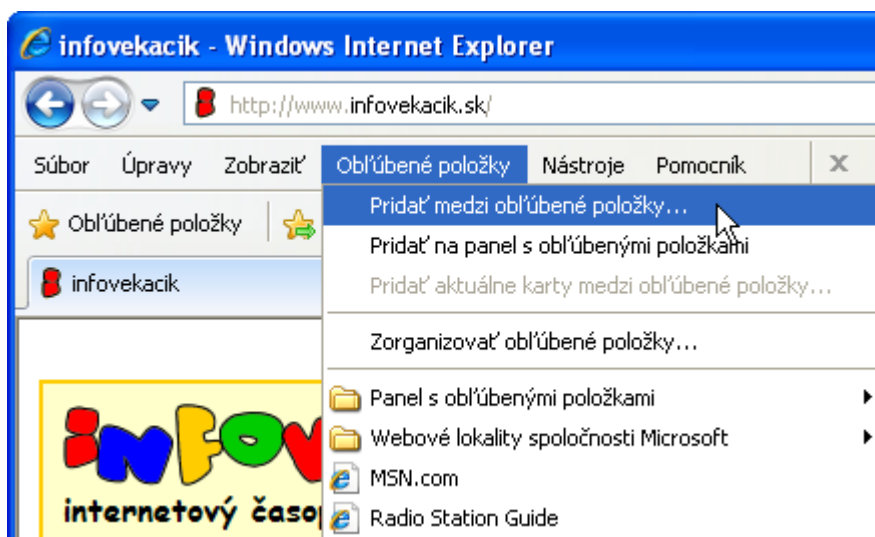 infovekacik - Windows Internet Explorer
http://www.infovekacik.sk/
Súbor Úpravy Zobraziť Obľúbené položky Nástroje Pomocník X
Obľúbené položky
infovekacik
Pridať medzi obľúbené položky...
Pridať na panel s obľúbenými položkami
Pridať aktuálne karty medzi obľúbené položky...
Zorganizovať obľúbené položky...
Panel s obľúbenými položkami
Webové lokality spoločnosti Microsoft
MSN.com
Radio Station Guide
internetový